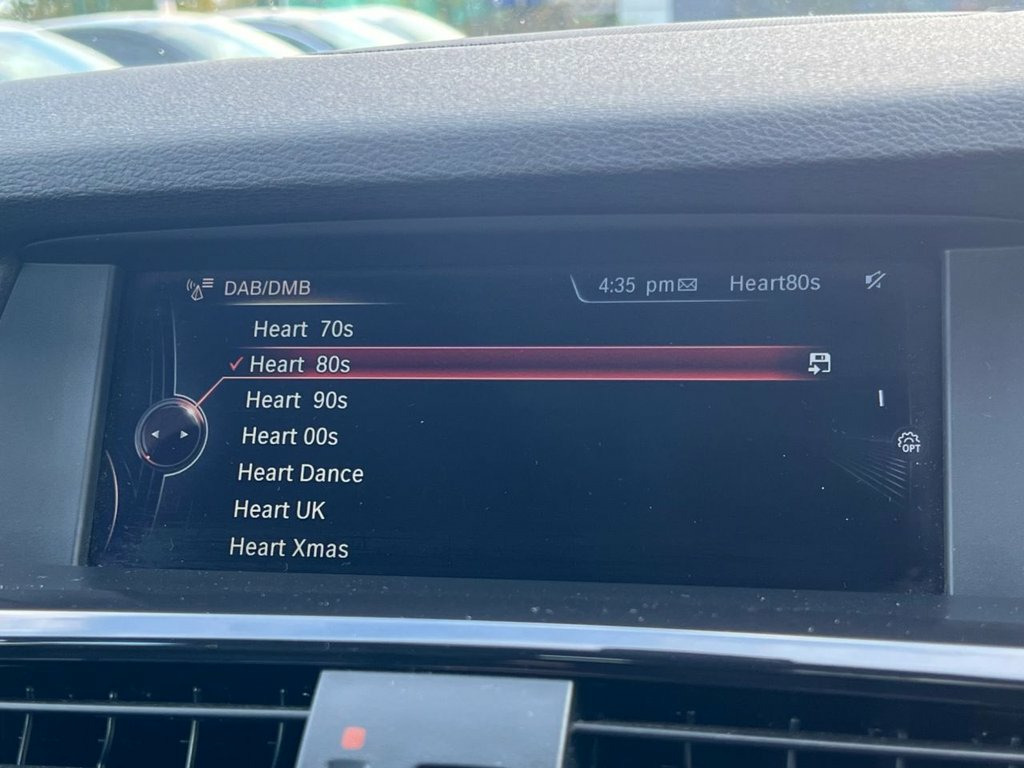 DAB/DMB 4:35 pm Heart80s
Heart 70s
Heart 80s
Heart 90s
Heart 00s
OPT
Heart Dance
Heart UK
Heart Xmas